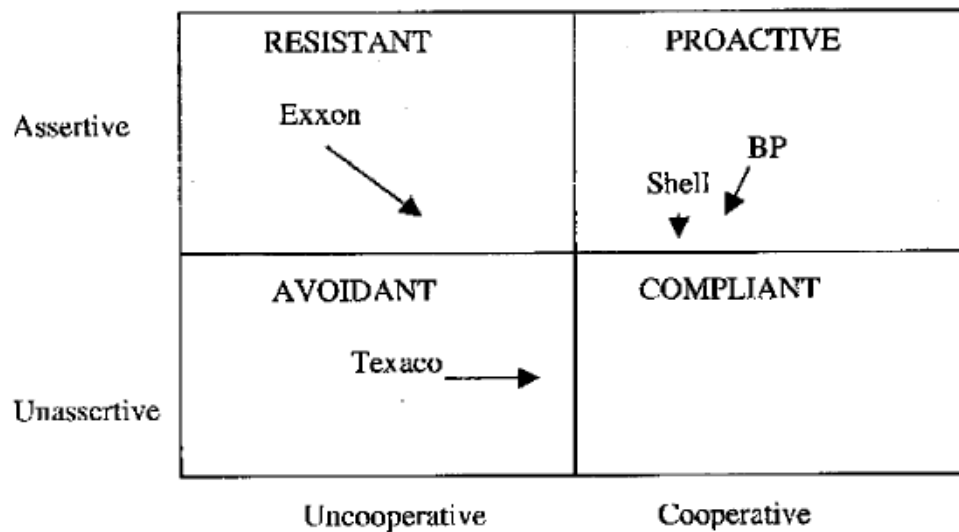 RESISTANT
PROACTIVE
Assertive
Exxon
BP
Shell
AVOIDANT
COMPLIANT
Texaco
Unassertive
Uncooperative
Cooperative